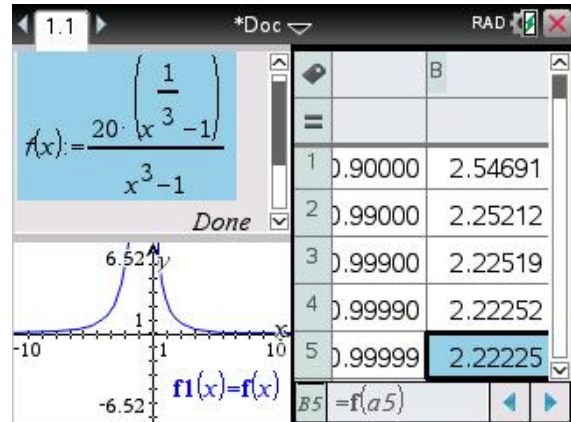 1.1 *Doc RAD
f(x):=20·(x^(1/3)−1)/(x^3−1)
Done
6.52 y
1
x
-10 1 10
f1(x)=f(x)
-6.52
B
=
1 0.90000 2.54691
2 0.99000 2.25212
3 0.99900 2.22519
4 0.99990 2.22252
5 0.99999 2.22225
B5 =f(a5)